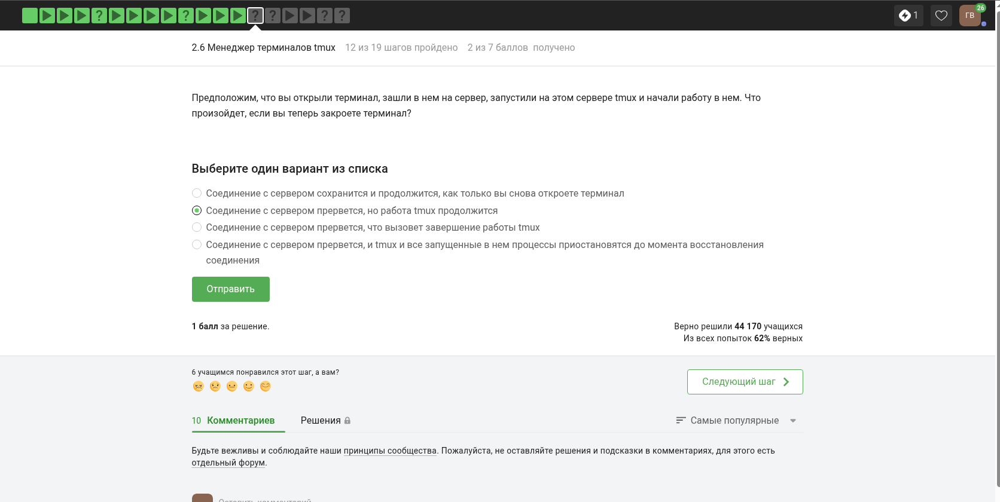 ? ? ? ? ? ?
1
ГВ
26
2.6 Менеджер терминалов tmux 12 из 19 шагов пройдено 2 из 7 баллов получено
Предположим, что вы открыли терминал, зашли в нем на сервер, запустили на этом сервере tmux и начали работу в нем. Что
произойдет, если вы теперь закроете терминал?
Выберите один вариант из списка
Соединение с сервером сохранится и продолжится, как только вы снова откроете терминал
Соединение с сервером прервется, но работа tmux продолжится
Соединение с сервером прервется, что вызовет завершение работы tmux
Соединение с сервером прервется, и tmux и все запущенные в нем процессы приостановятся до момента восстановления
соединения
Отправить
1 балл за решение.
Верно решили 44 170 учащихся
Из всех попыток 62% верных
6 учащимся понравился этот шаг, а вам?
Следующий шаг
10 Комментариев Решения Самые популярные
Будьте вежливы и соблюдайте наши принципы сообщества. Пожалуйста, не оставляйте решения и подсказки в комментариях, для этого есть
отдельный форум.
Оставить комментарий